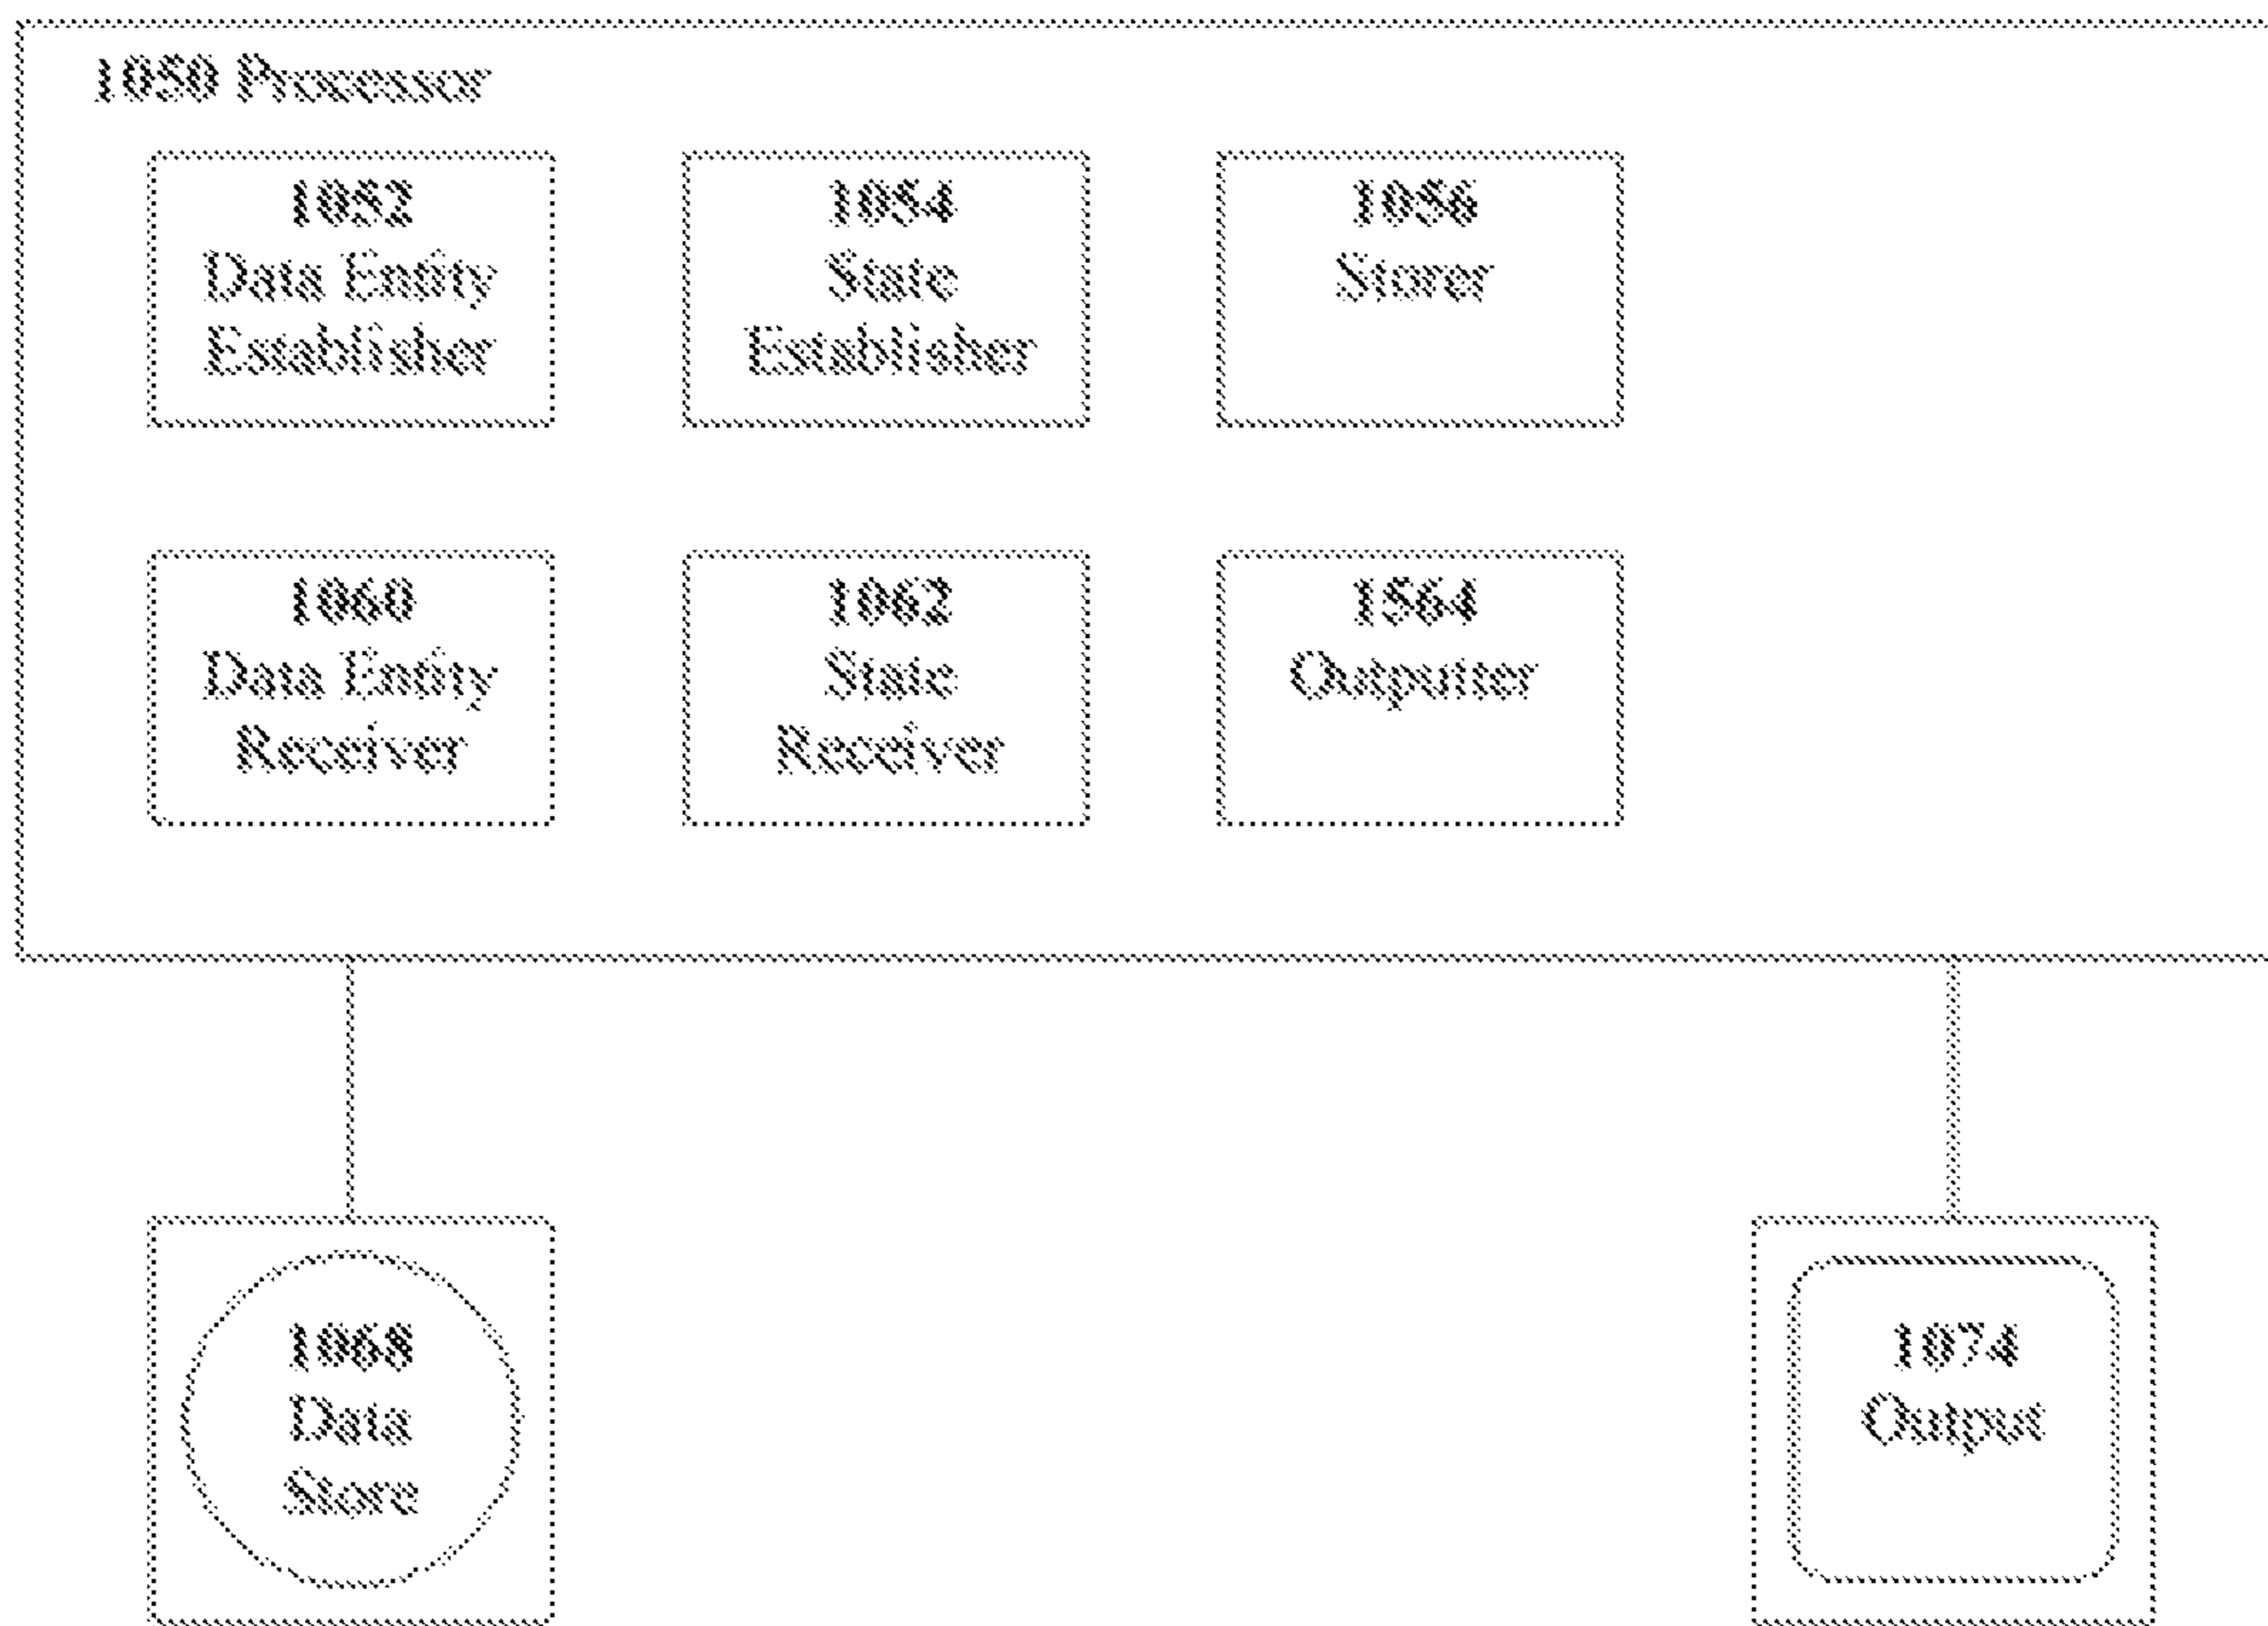 1050 Processor
1052
Data Entity
Establisher
1054
State
Establisher
1056
Storer
1060
Data Entity
Receiver
1062
State
Receiver
1564
Outputter
1068
Data
Store
1074
Output